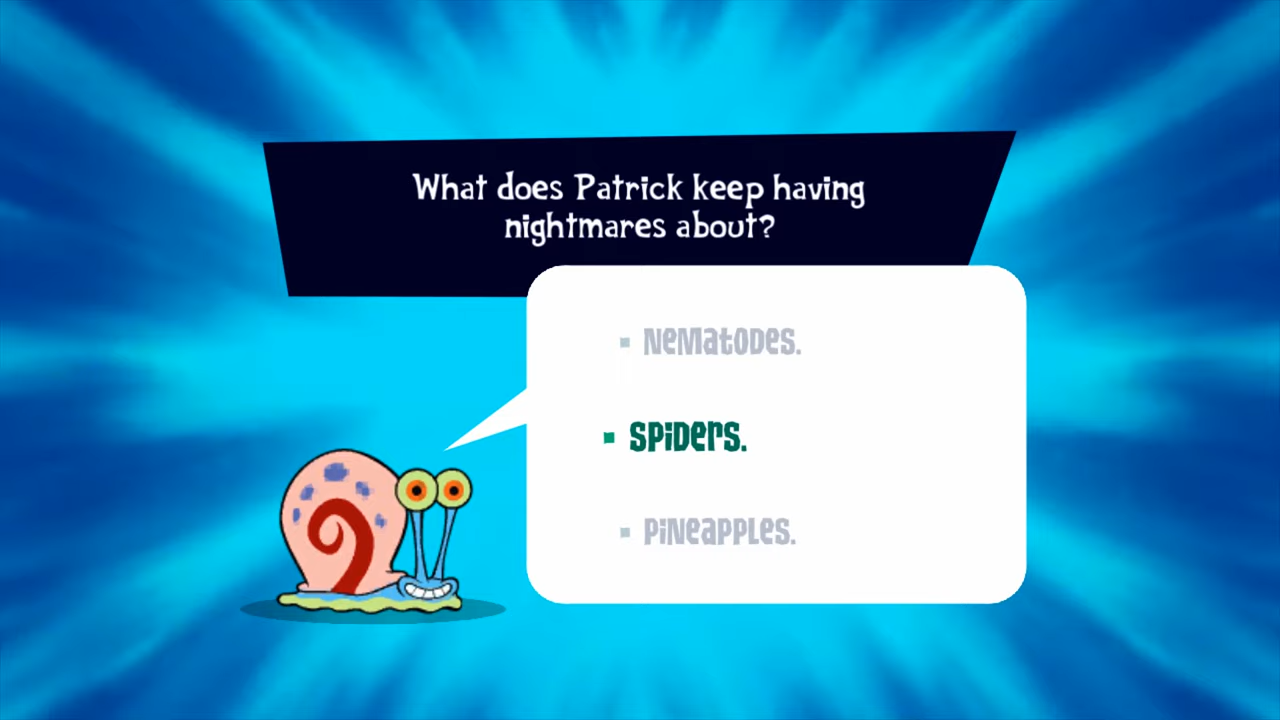 What does Patrick keep having
nightmares about?
NeMatODes.
SPiDers.
PiNeaPPLes.